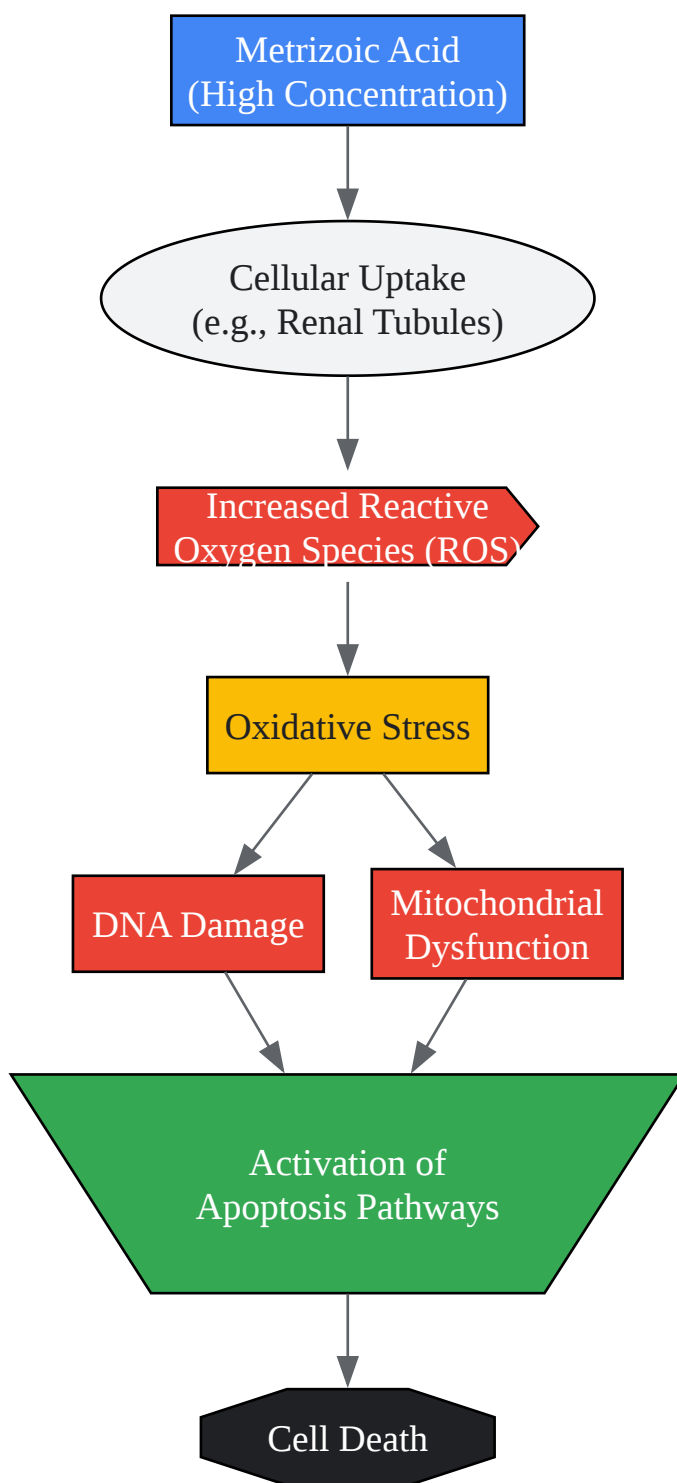 Metrizoic Acid
(High Concentration)
Cellular Uptake
(e.g., Renal Tubules)
Increased Reactive
Oxygen Species (ROS)
Oxidative Stress
DNA Damage
Mitochondrial
Dysfunction
Activation of
Apoptosis Pathways
Cell Death